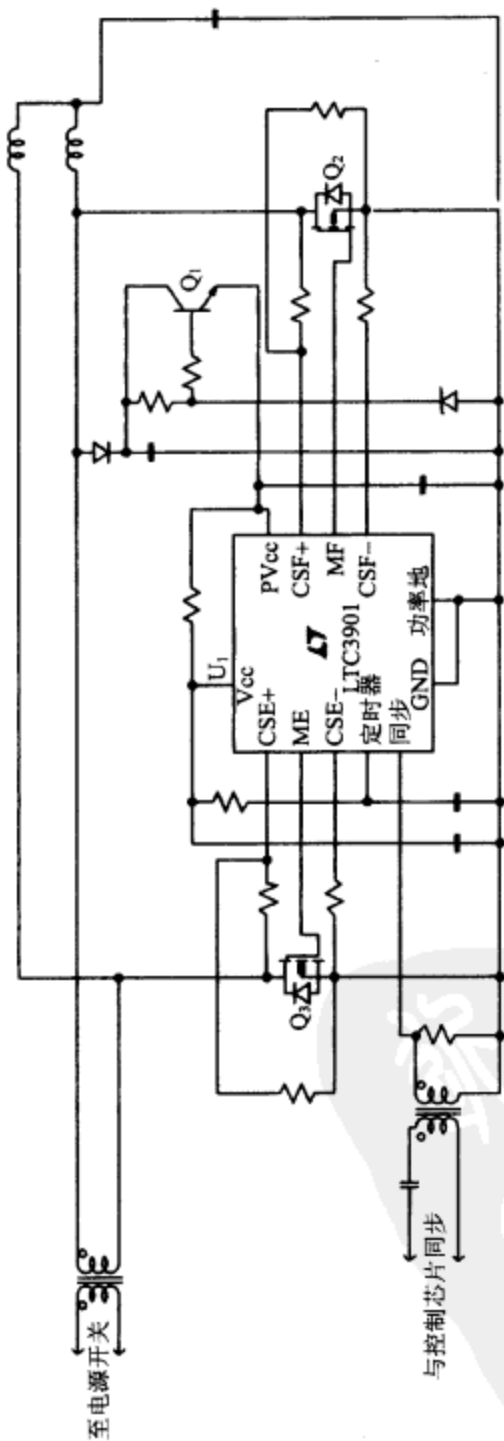 至电源开关
Q₃
U₁
Vcc
CSE+
ME
CSE-
定时器
同步
GND
PVcc
CSF+
MF
CSF-
功率地
LTC3901
Q₁
Q₂
与控制芯片同步